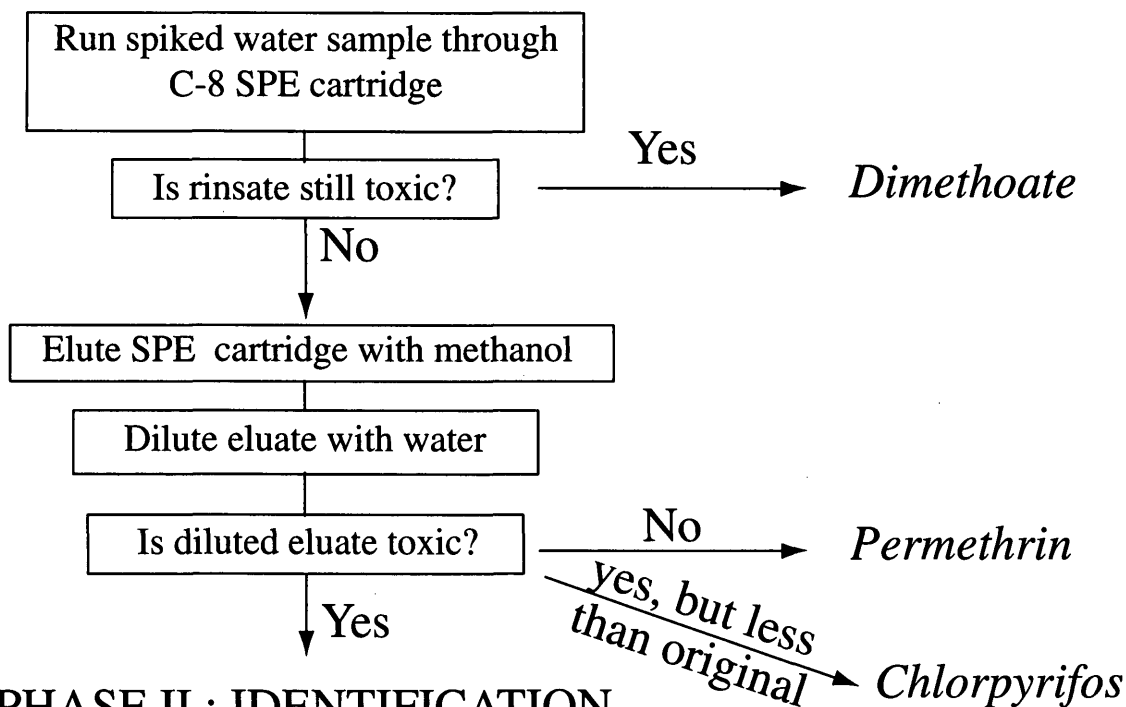 Run spiked water sample through
C-8 SPE cartridge
Is rinsate still toxic?
Yes
Dimethoate
No
Elute SPE cartridge with methanol
Dilute eluate with water
Is diluted eluate toxic?
No
Permethrin
yes, but less
than original
Chlorpyrifos
Yes
PHASE II : IDENTIFICATION